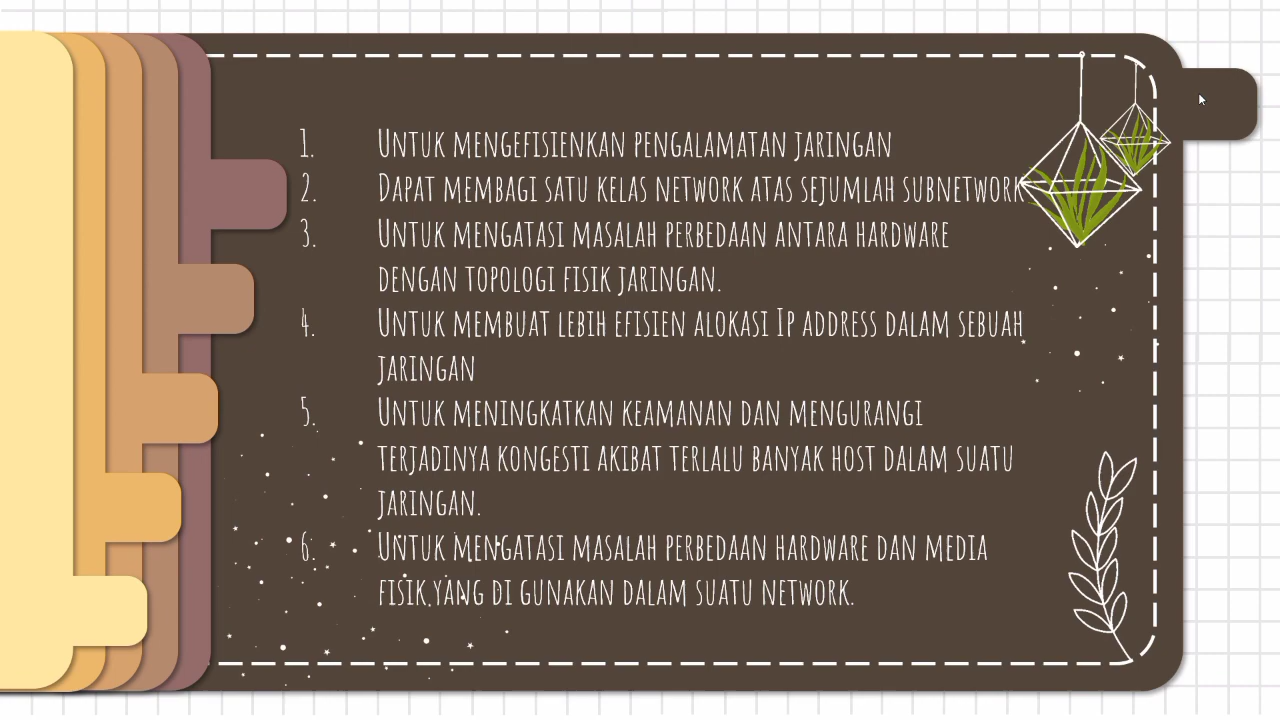 1. Untuk mengefisienkan pengalamatan jaringan
2. Dapat membagi satu kelas network atas sejumlah subnetwork
3. Untuk mengatasi masalah perbedaan antara hardware
dengan topologi fisik jaringan.
4. Untuk membuat lebih efisien alokasi Ip address dalam sebuah
jaringan
5. Untuk meningkatkan keamanan dan mengurangi
terjadinya kongesti akibat terlalu banyak host dalam suatu
jaringan.
6. Untuk mengatasi masalah perbedaan hardware dan media
fisik yang di gunakan dalam suatu network.